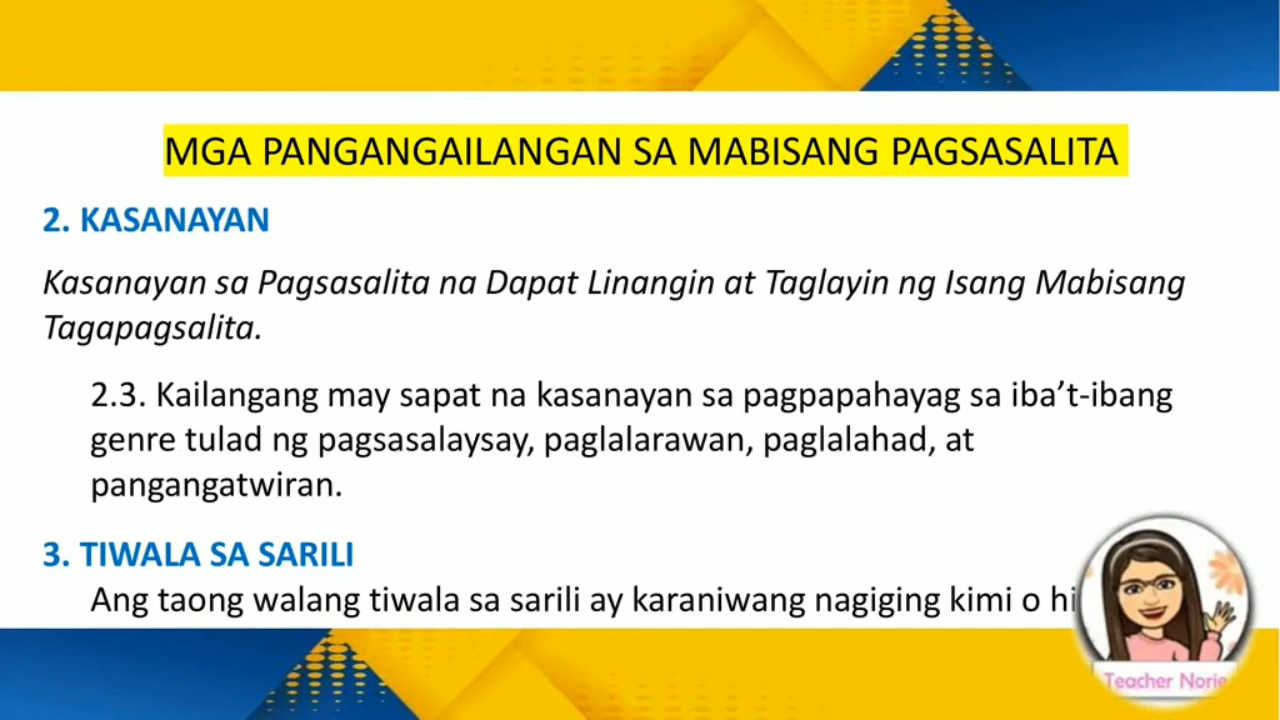 MGA PANGANGAILANGAN SA MABISANG PAGSASALITA
2. KASANAYAN
Kasanayan sa Pagsasalita na Dapat Linangin at Taglayin ng Isang Mabisang
Tagapagsalita.
2.3. Kailangang may sapat na kasanayan sa pagpapahayag sa iba’t-ibang
genre tulad ng pagsasalaysay, paglalarawan, paglalahad, at
pangangatwiran.
3. TIWALA SA SARILI
Ang taong walang tiwala sa sarili ay karaniwang nagiging kimi o
Teacher Norie